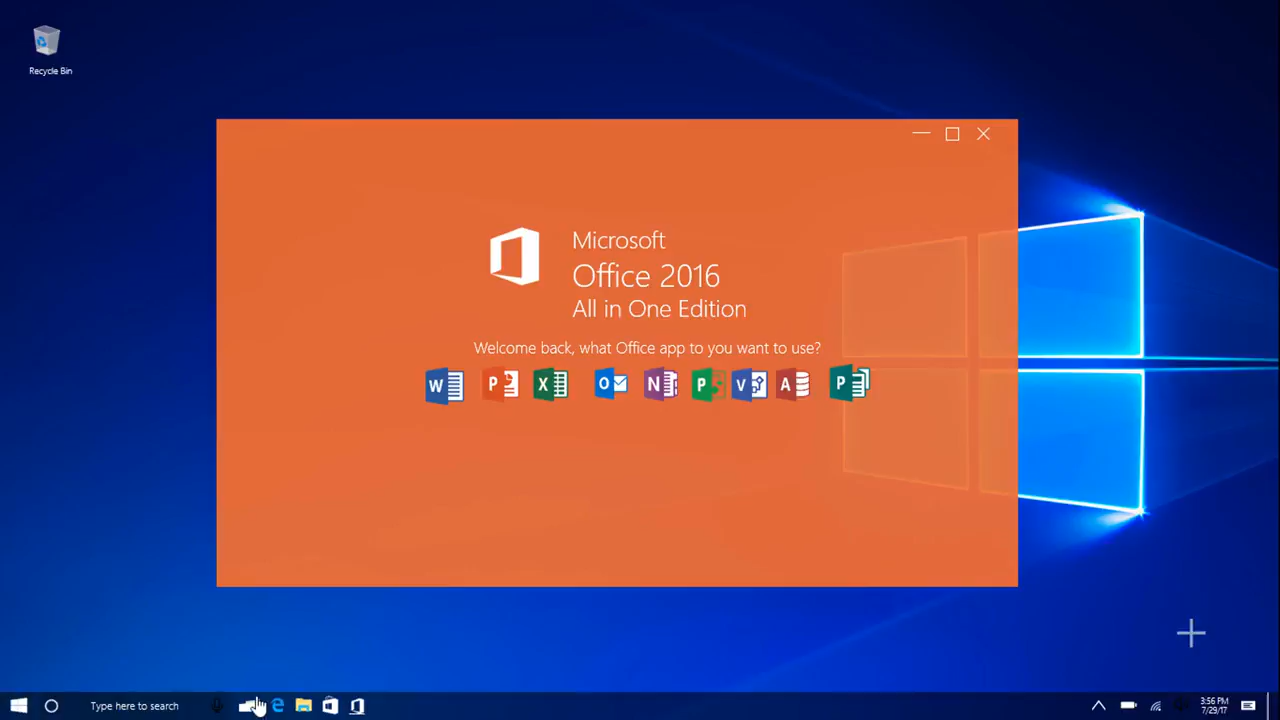 Recycle Bin
Microsoft
Office 2016
All in One Edition
Welcome back, what Office app to you want to use?
W P X O N P V A P
Type here to search
3:56 PM
7/29/17